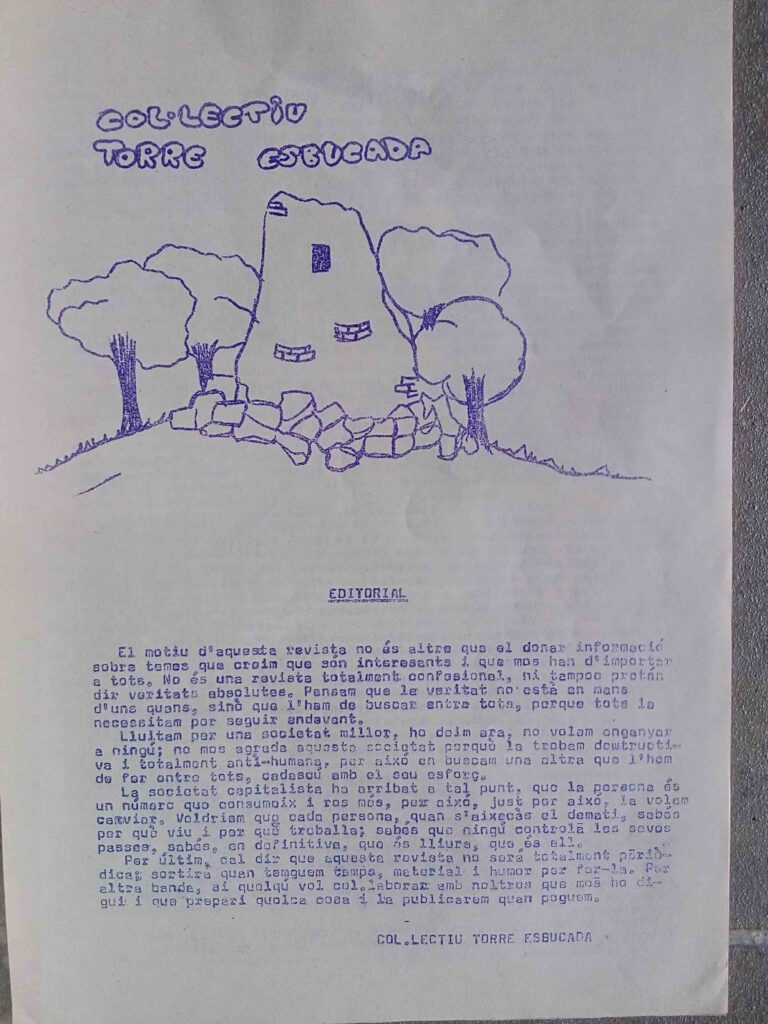 COL·LECTIU
TORRE ESBUCADA
EDITORIAL
El motiu d'aquesta revista no és altre que el donar informació
sobre temes que creim que són interesants i que mos han d'importar
a tots. No és una revista totalment confesional, ni tampoc pretén
dir veritats absolutes. Pensam que la veritat no està en mans
d'uns quans, sinó que l'hem de buscar entre tots, perque tots la
necessitam per seguir endavant.
Lluitam per una societat millor, ho deim ara, no volem enganyar
a ningú; no mos agrada aquesta societat perquè la trobam dewtructi-
va i totalment anti-humana, per això en buscam una altra que l'hem
de fer entre tots, cadascú amb el seu esforç.
La societat capitalista ha arribat a tal punt, que la persona és
un número que consumeix i res més, per això, just per això, la volem
canviar. Voldriem que cada persona, quan s'aixecàs el dematí, sabés
per què viu i per què treballa; sabés que ningú controlà les seves
passes, sabés, en definitiva, que és lliure, que és ell.
Per últim, cal dir que aquesta revista no serà totalment pàriò-
dica; sortirà quan temguem temps, material i humor per fer-la. Per
altra banda, si qualqú vol col.laborar amb noltros que mos ho di-
gui i que prepari qualca cosa i la publicarem quan poguem.
COL.LECTIU TORRE ESBUCADA